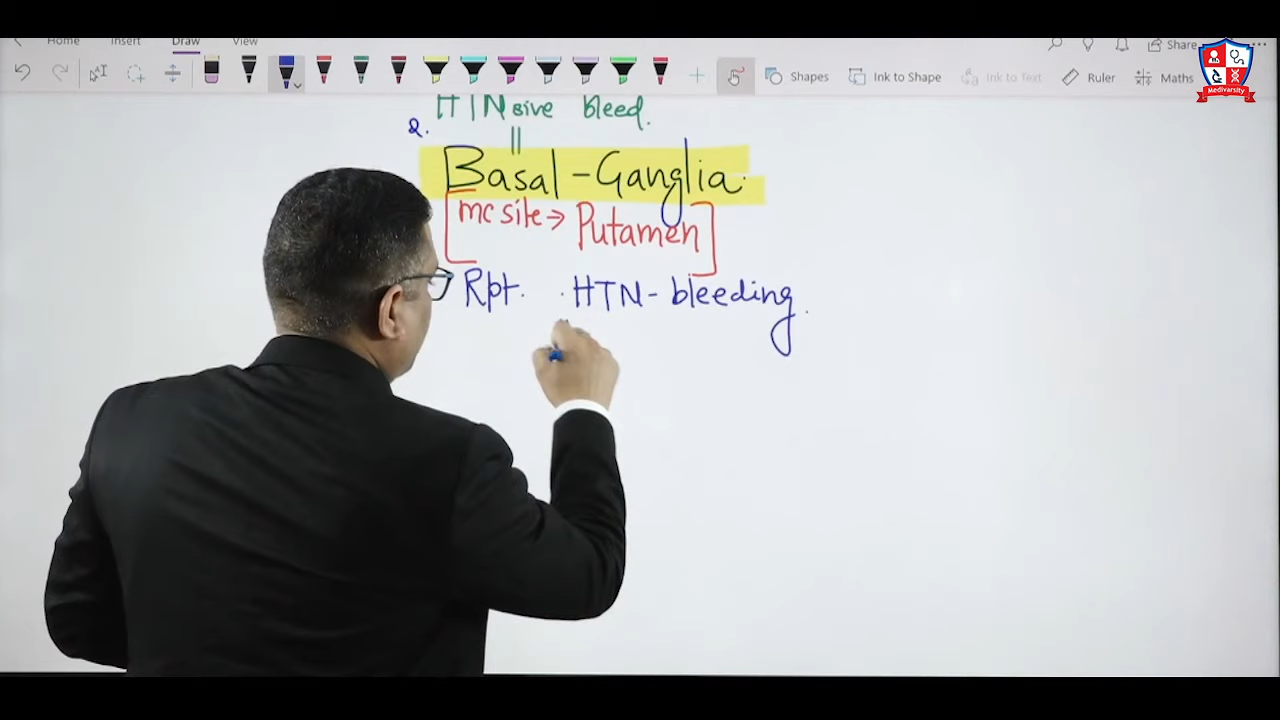 Home Insert Draw View Share
Shapes Ink to Shape Ink to Text Ruler Maths
Medivarsity
HTNsive bleed.
Q.
Basal-Ganglia.
[mc site→ Putamen]
Rpt. HTN-bleeding.